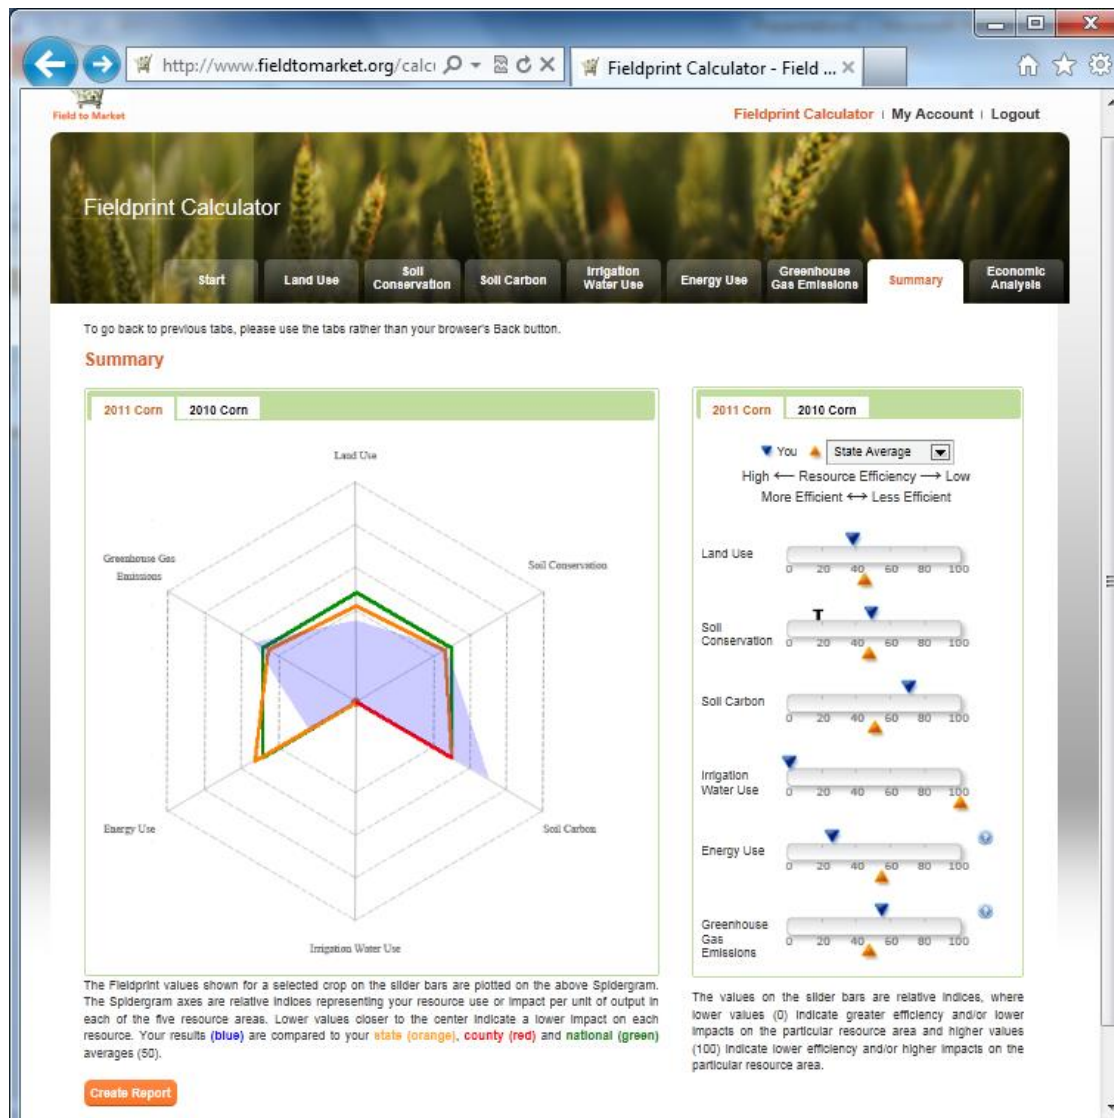 http://www.fieldtomarket.org/calcu
Fieldprint Calculator - Field ...
Field to Market
Fieldprint Calculator | My Account | Logout
Fieldprint Calculator
Start
Land Use
Soil
Conservation
Soil Carbon
Irrigation
Water Use
Energy Use
Greenhouse
Gas Emissions
Summary
Economic
Analysis
To go back to previous tabs, please use the tabs rather than your browser's Back button.
Summary
2011 Corn 2010 Corn
Land Use
Greenhouse Gas
Emissions
Soil Conservation
Energy Use
Soil Carbon
Irrigation Water Use
The Fieldprint values shown for a selected crop on the slider bars are plotted on the above Spidergram.
The Spidergram axes are relative indices representing your resource use or impact per unit of output in
each of the five resource areas. Lower values closer to the center indicate a lower impact on each
resource. Your results (blue) are compared to your state (orange), county (red) and national (green)
averages (50).
Create Report
2011 Corn 2010 Corn
You State Average
High ⟵ Resource Efficiency ⟶ Low
More Efficient ⟷ Less Efficient
Land Use
0 20 40 60 80 100
T
Soil
Conservation
0 20 40 60 80 100
Soil Carbon
0 20 40 60 80 100
Irrigation
Water Use
0 20 40 60 80 100
Energy Use
0 20 40 60 80 100
?
Greenhouse
Gas
Emissions
0 20 40 60 80 100
?
The values on the slider bars are relative indices, where
lower values (0) indicate greater efficiency and/or lower
impacts on the particular resource area and higher values
(100) indicate lower efficiency and/or higher impacts on the
particular resource area.